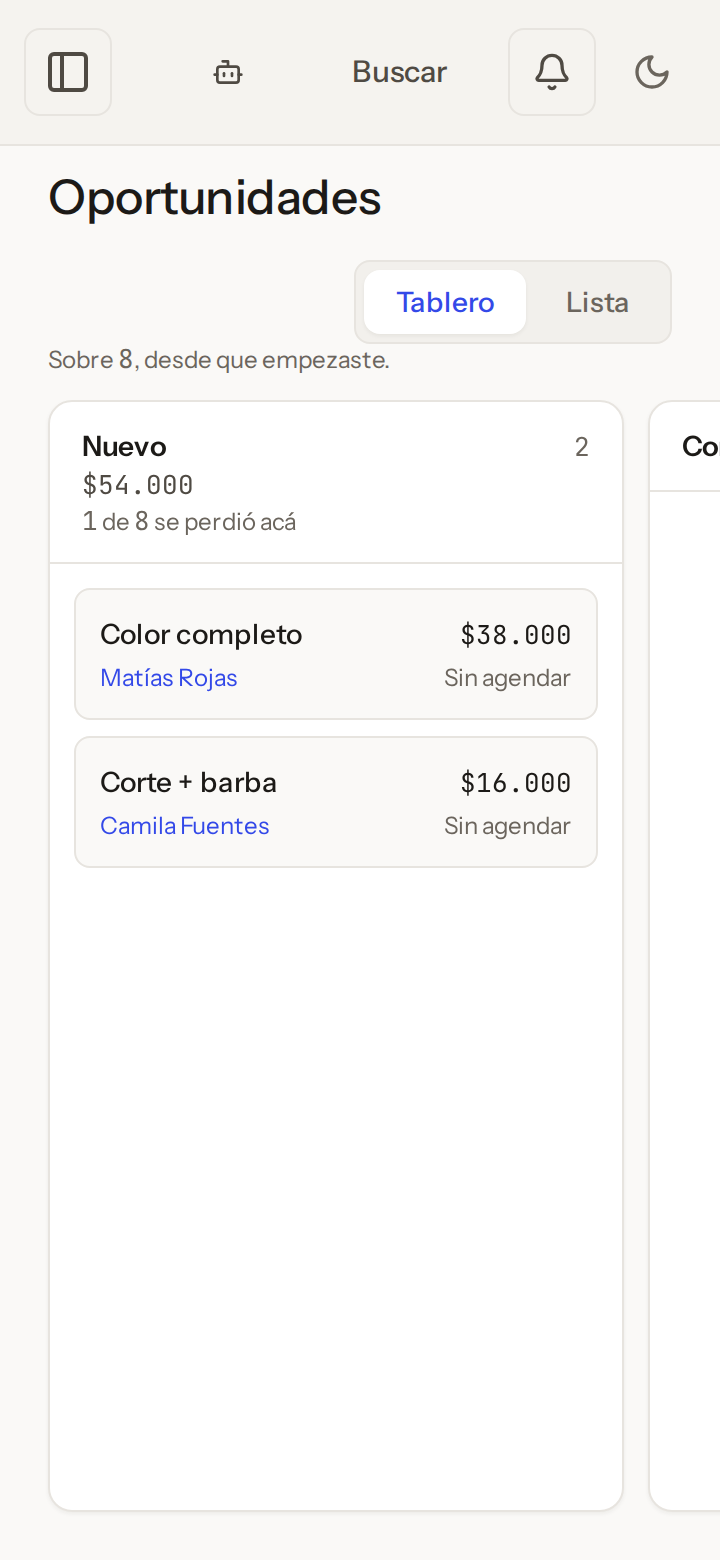 Buscar
Oportunidades
Tablero
Lista
Sobre 8, desde que empezaste.
Nuevo
2
$54.000
1 de 8 se perdió acá
Color completo
$38.000
Matías Rojas
Sin agendar
Corte + barba
$16.000
Camila Fuentes
Sin agendar